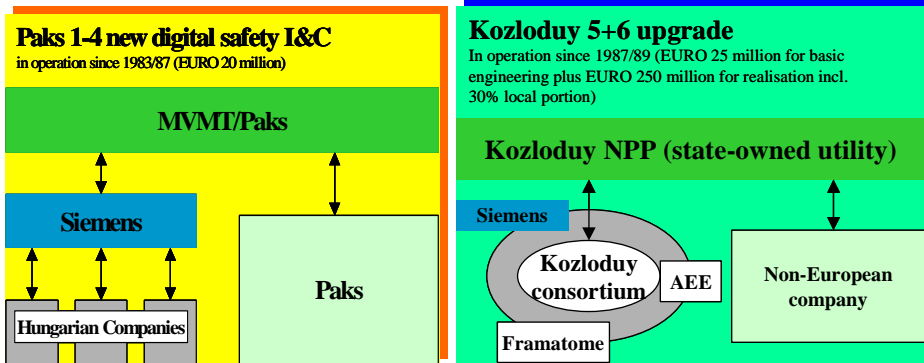 Paks 1-4 new digital safety I&C
in operation since 1983/87 (EURO 20 million)
MVMT/Paks
Siemens
Paks
Hungarian Companies
Kozloduy 5+6 upgrade
In operation since 1987/89 (EURO 25 million for basic
engineering plus EURO 250 million for realisation incl.
30% local portion)
Kozloduy NPP (state-owned utility)
Siemens
Kozloduy
consortium
AEE
Framatome
Non-European
company